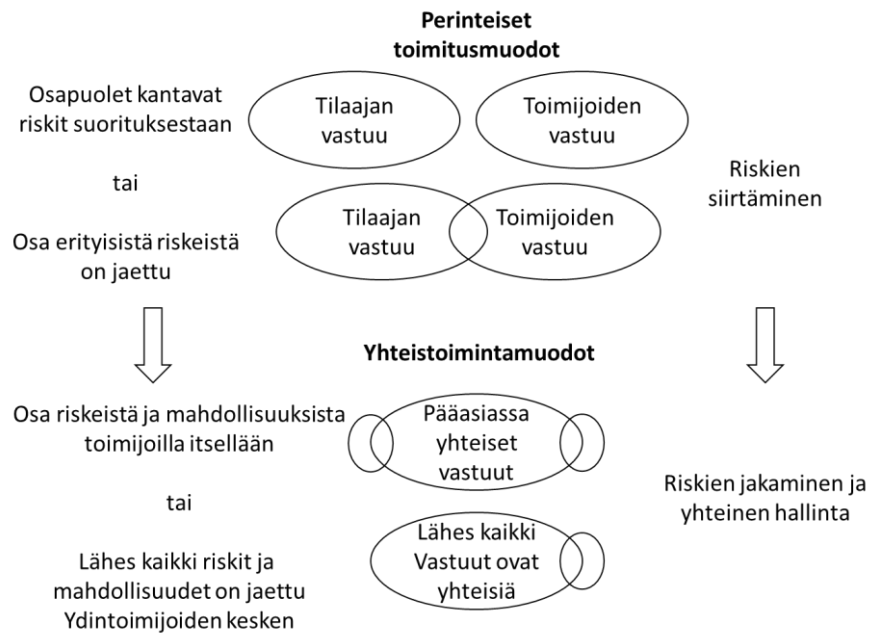 Perinteiset
toimitusmuodot
Osapuolet kantavat
riskit suorituksestaan
tai
Osa erityisistä riskeistä
on jaettu
Tilaajan
vastuu
Toimijoiden
vastuu
Tilaajan
vastuu
Toimijoiden
vastuu
Riskien
siirtäminen
Yhteistoimintamuodot
Osa riskeistä ja mahdollisuuksista
toimijoilla itsellään
tai
Lähes kaikki riskit ja
mahdollisuudet on jaettu
Ydintoimijoiden kesken
Pääasiassa
yhteiset
vastuut
Lähes kaikki
Vastuut ovat
yhteisiä
Riskien jakaminen ja
yhteinen hallinta